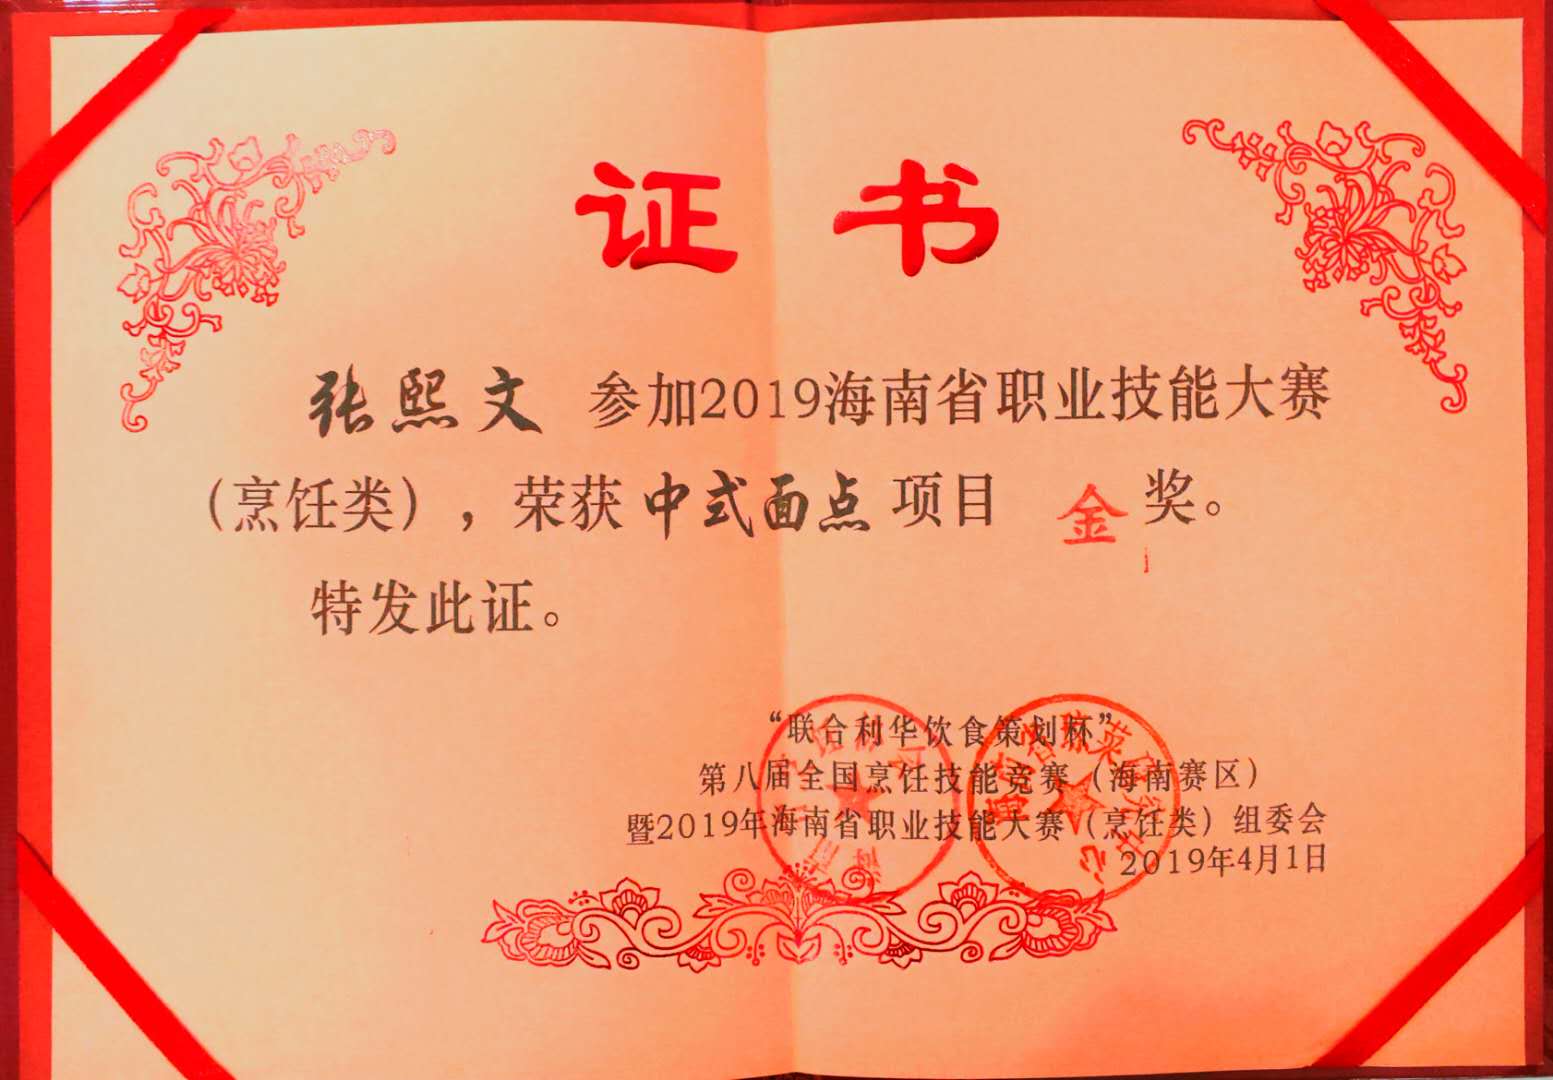 证书
张熙文 参加2019海南省职业技能大赛
（烹饪类），荣获 中式面点 项目 金 奖。
特发此证。
“联合利华饮食策划杯”
第八届全国烹饪技能竞赛（海南赛区）
暨2019年海南省职业技能大赛（烹饪类）组委会
2019年4月1日